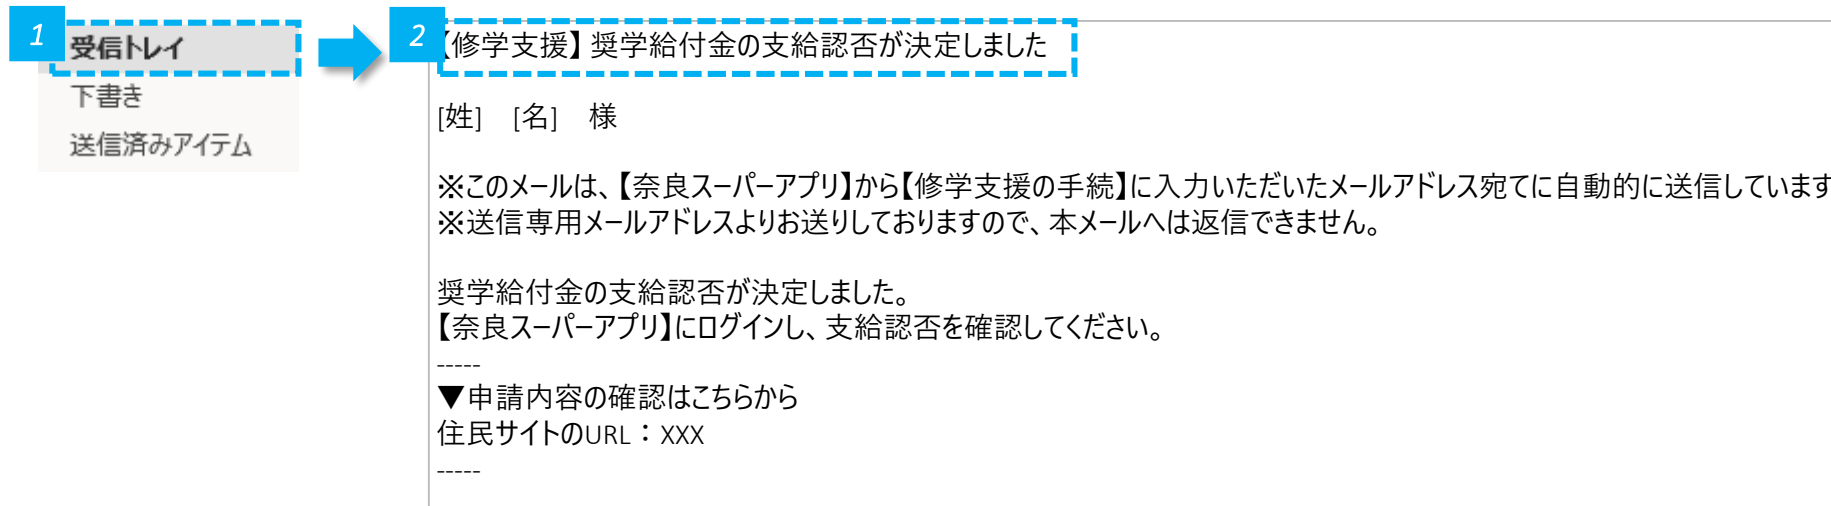 1
受信トレイ
下書き
送信済みアイテム
2
【修学支援】 奨学給付金の支給認否が決定しました
[姓]　[名]　様
※このメールは、【奈良スーパーアプリ】から【修学支援の手続】に入力いただいたメールアドレス宛てに自動的に送信しています
※送信専用メールアドレスよりお送りしておりますので、本メールへは返信できません。
奨学給付金の支給認否が決定しました。
【奈良スーパーアプリ】にログインし、支給認否を確認してください。
-----
▼申請内容の確認はこちらから
住民サイトのURL：XXX
-----